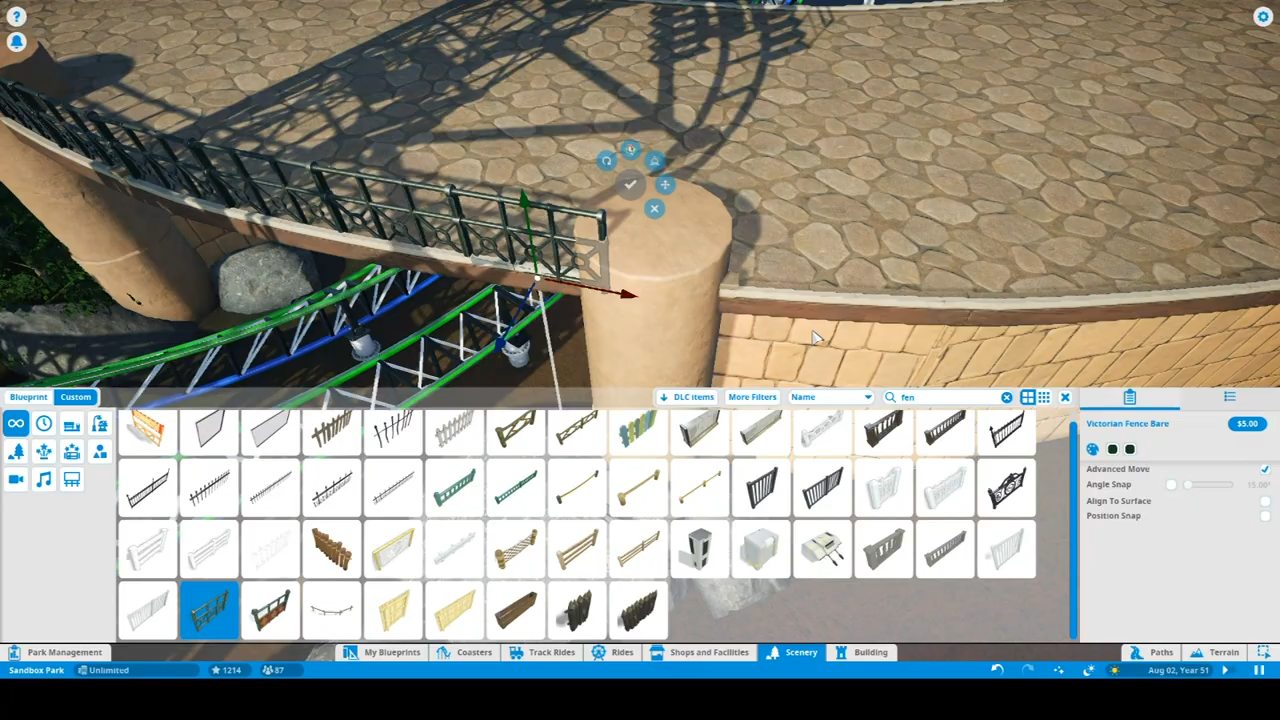 ?
Blueprint Custom DLC items More Filters Name fen
Victorian Fence Bare $5.00
Advanced Move
Angle Snap 15.00°
Align To Surface
Position Snap
Park Management My Blueprints Coasters Track Rides Rides Shops and Facilities Scenery Building Paths Terrain
Sandbox Park Unlimited 1214 87 Aug 02, Year 51